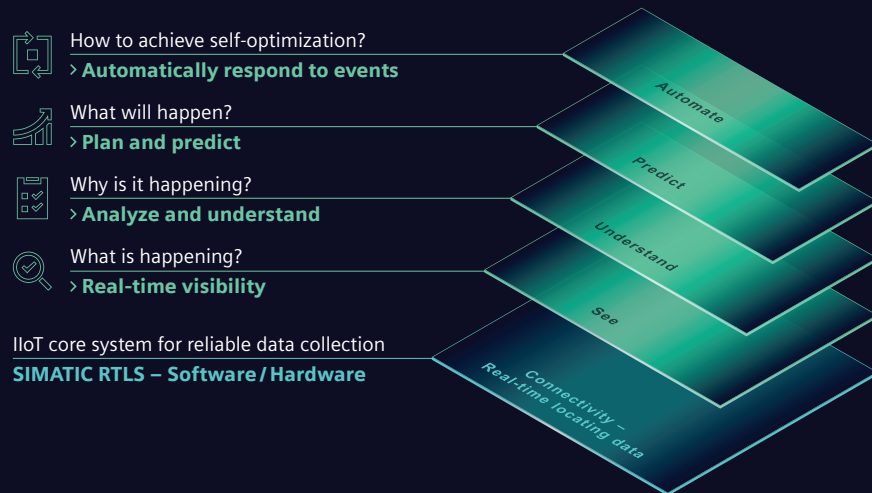 How to achieve self-optimization?
> Automatically respond to events
What will happen?
> Plan and predict
Why is it happening?
> Analyze and understand
What is happening?
> Real-time visibility
IIoT core system for reliable data collection
SIMATIC RTLS – Software/Hardware
Automate
Predict
Understand
See
Connectivity –
Real-time locating data